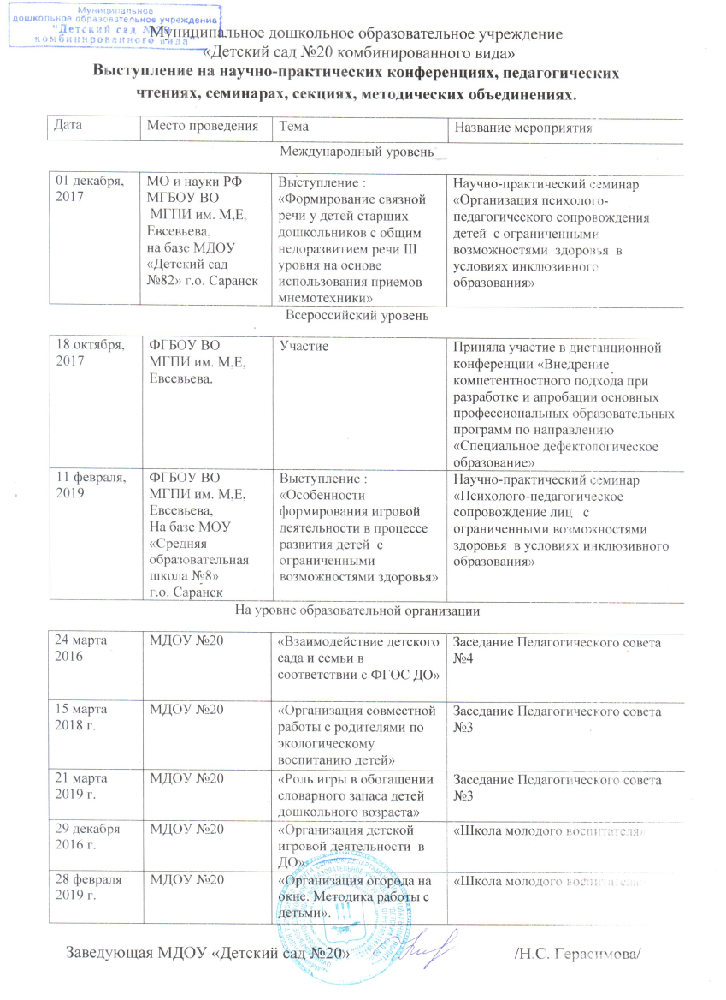 Муниципальное
дошкольное образовательное учреждение
"Детский сад №20
комбинированного вида"
Муниципальное дошкольное образовательное учреждение
«Детский сад №20 комбинированного вида»
Выступление на научно-практических конференциях, педагогических
чтениях, семинарах, секциях, методических объединениях.
Дата
Место проведения
Тема
Название мероприятия
Международный уровень
01 декабря,
2017
МО и науки РФ
МГБОУ ВО
МГПИ им. М,Е,
Евсевьева,
на базе МДОУ
«Детский сад
№82» г.о. Саранск
Выступление :
«Формирование связной
речи у детей старших
дошкольников с общим
недоразвитием речи III
уровня на основе
использования приемов
мнемотехники»
Научно-практический семинар
«Организация психолого-
педагогического сопровождения
детей с ограниченными
возможностями здоровья в
условиях инклюзивного
образования»
Всероссийский уровень
18 октября,
2017
ФГБОУ ВО
МГПИ им. М,Е,
Евсевьева.
Участие
Приняла участие в дистанционной
конференции «Внедрение
компетентностного подхода при
разработке и апробации основных
профессиональных образовательных
программ по направлению
«Специальное дефектологическое
образование»
11 февраля,
2019
ФГБОУ ВО
МГПИ им. М,Е,
Евсевьева,
На базе МОУ
«Средняя
образовательная
школа №8»
г.о. Саранск
Выступление :
«Особенности
формирования игровой
деятельности в процессе
развития детей с
ограниченными
возможностями здоровья»
Научно-практический семинар
«Психолого-педагогическое
сопровождение лиц с
ограниченными возможностями
здоровья в условиях инклюзивного
образования»
На уровне образовательной организации
24 марта
2016
МДОУ №20
«Взаимодействие детского
сада и семьи в
соответствии с ФГОС ДО»
Заседание Педагогического совета
№4
15 марта
2018 г.
МДОУ №20
«Организация совместной
работы с родителями по
экологическому
воспитанию детей»
Заседание Педагогического совета
№3
21 марта
2019 г.
МДОУ №20
«Роль игры в обогащении
словарного запаса детей
дошкольного возраста»
Заседание Педагогического совета
№3
29 декабря
2016 г.
МДОУ №20
«Организация детской
игровой деятельности в
ДО».
«Школа молодого воспитателя»
28 февраля
2019 г.
МДОУ №20
«Организация огорода на
окне. Методика работы с
детьми».
«Школа молодого воспитателя»
Заведующая МДОУ «Детский сад №20»
/Н.С. Герасимова/